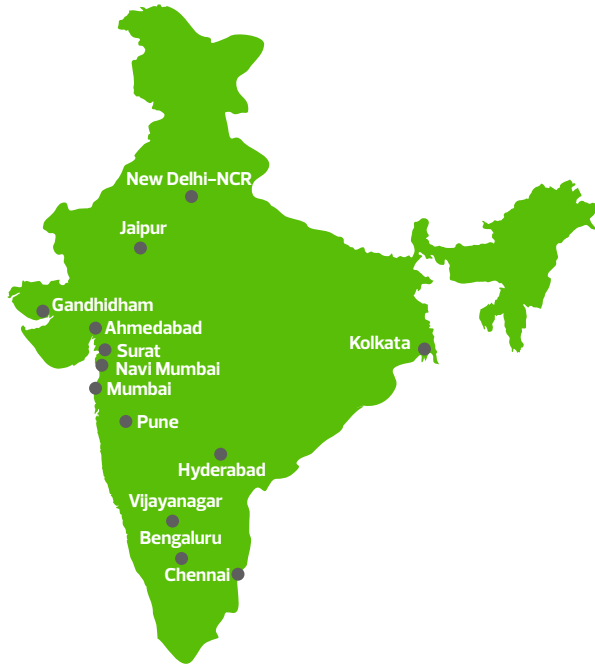 New Delhi–NCR
Jaipur
Gandhidham
Ahmedabad
Surat
Kolkata
Navi Mumbai
Mumbai
Pune
Hyderabad
Vijayanagar
Bengaluru
Chennai